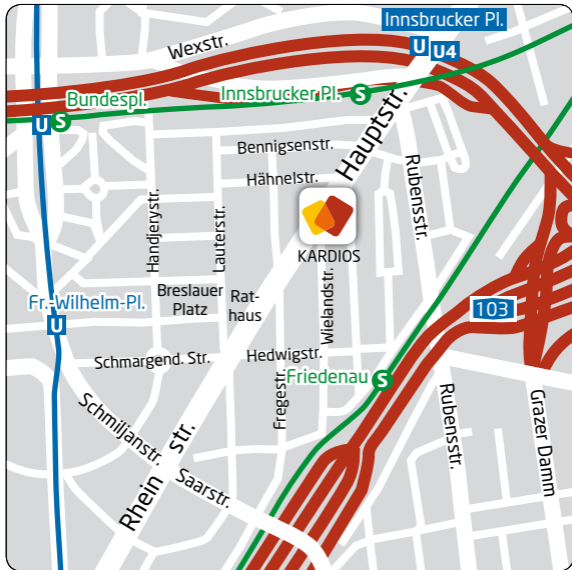 Innsbrucker Pl.
U
U4
Wexstr.
Bundespl.
U
S
Innsbrucker Pl.
S
Hauptstr.
Bennigsenstr.
Hähnelstr.
Rubensstr.
Handjerystr.
Lauterstr.
KARDIOS
Breslauer
Platz
Rat-
haus
Wielandstr.
Fr.-Wilhelm-Pl.
U
103
Schmargend. Str.
Hedwigstr.
Friedenau
S
Fregestr.
Rubensstr.
Grazer Damm
Schmiljanstr.
Rhein str.
Saarstr.